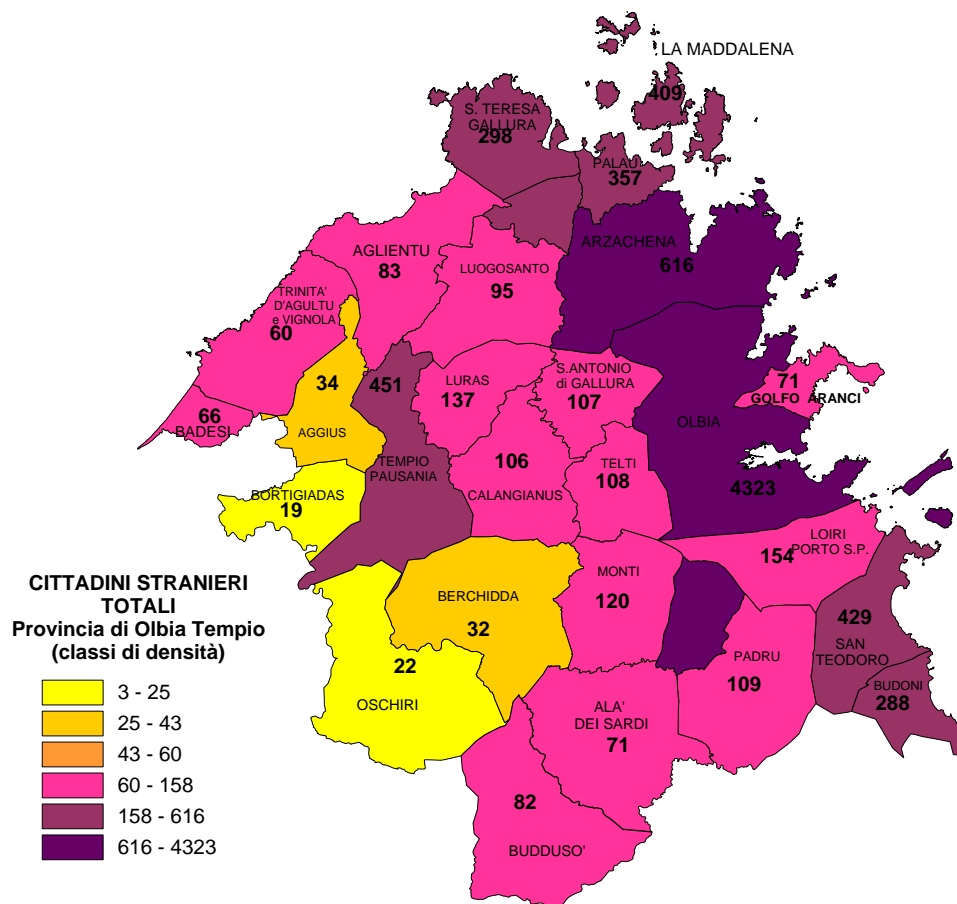 LA MADDALENA
409
S. TERESA
GALLURA
298
PALAU
357
ARZACHENA
616
AGLIENTU
83
LUOGOSANTO
95
TRINITA'
D'AGULTU
e VIGNOLA
60
34
AGGIUS
451
TEMPIO
PAUSANIA
LURAS
137
S.ANTONIO
di GALLURA
107
71
GOLFO ARANCI
OLBIA
4323
66
BADESI
106
CALANGIANUS
TELTI
108
BORTIGIADAS
19
LOIRI
PORTO S.P.
154
MONTI
120
BERCHIDDA
32
429
SAN
TEODORO
BUDONI
288
PADRU
109
22
OSCHIRI
ALA'
DEI SARDI
71
82
BUDDUSO'
CITTADINI STRANIERI
TOTALI
Provincia di Olbia Tempio
(classi di densità)
3 - 25
25 - 43
43 - 60
60 - 158
158 - 616
616 - 4323